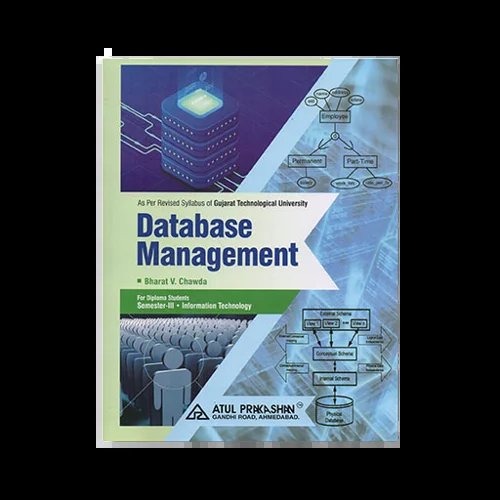 name
address
Employee
d
Permanent
Part-Time
As Per Revised Syllabus of Gujarat Technological University
Database
Management
Bharat V. Chawda
For Diploma Students
Semester-III • Information Technology
External Schema
View 1 View 2 View n
Conceptual Schema
Internal Schema
Physical
Database
ATUL PRAKASHAN
GANDHI ROAD, AHMEDABAD.